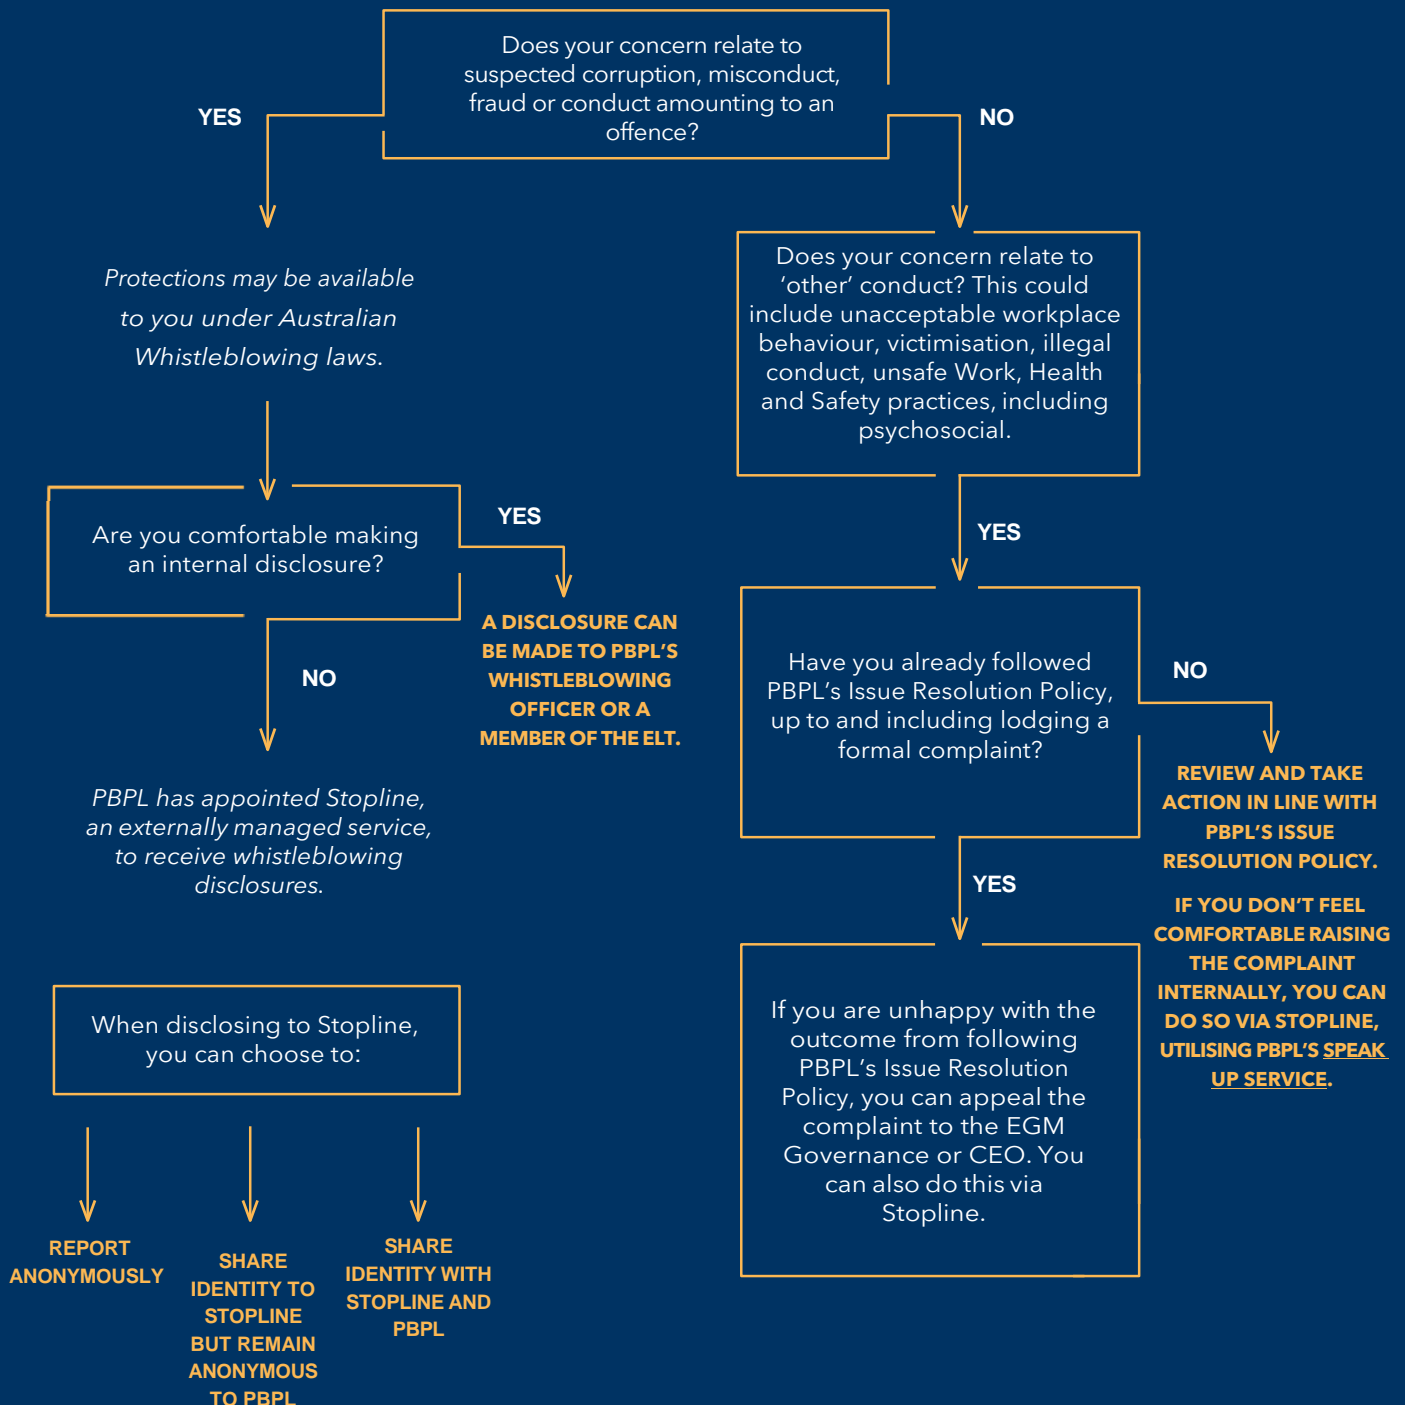 Does your concern relate to
suspected corruption, misconduct,
fraud or conduct amounting to an
offence?
YES
NO
Protections may be available
to you under Australian
Whistleblowing laws.
Does your concern relate to
‘other’ conduct? This could
include unacceptable workplace
behaviour, victimisation, illegal
conduct, unsafe Work, Health
and Safety practices, including
psychosocial.
Are you comfortable making
an internal disclosure?
YES
YES
A DISCLOSURE CAN
BE MADE TO PBPL’S
WHISTLEBLOWING
OFFICER OR A
MEMBER OF THE ELT.
NO
Have you already followed
PBPL’s Issue Resolution Policy,
up to and including lodging a
formal complaint?
NO
REVIEW AND TAKE
ACTION IN LINE WITH
PBPL’S ISSUE
RESOLUTION POLICY.
IF YOU DON’T FEEL
COMFORTABLE RAISING
THE COMPLAINT
INTERNALLY, YOU CAN
DO SO VIA STOPLINE,
UTILISING PBPL’S SPEAK
UP SERVICE.
PBPL has appointed Stopline,
an externally managed service,
to receive whistleblowing
disclosures.
YES
If you are unhappy with the
outcome from following
PBPL’s Issue Resolution
Policy, you can appeal the
complaint to the EGM
Governance or CEO. You
can also do this via
Stopline.
When disclosing to Stopline,
you can choose to:
REPORT
ANONYMOUSLY
SHARE
IDENTITY TO
STOPLINE
BUT REMAIN
ANONYMOUS
TO PBPL
SHARE
IDENTITY WITH
STOPLINE AND
PBPL